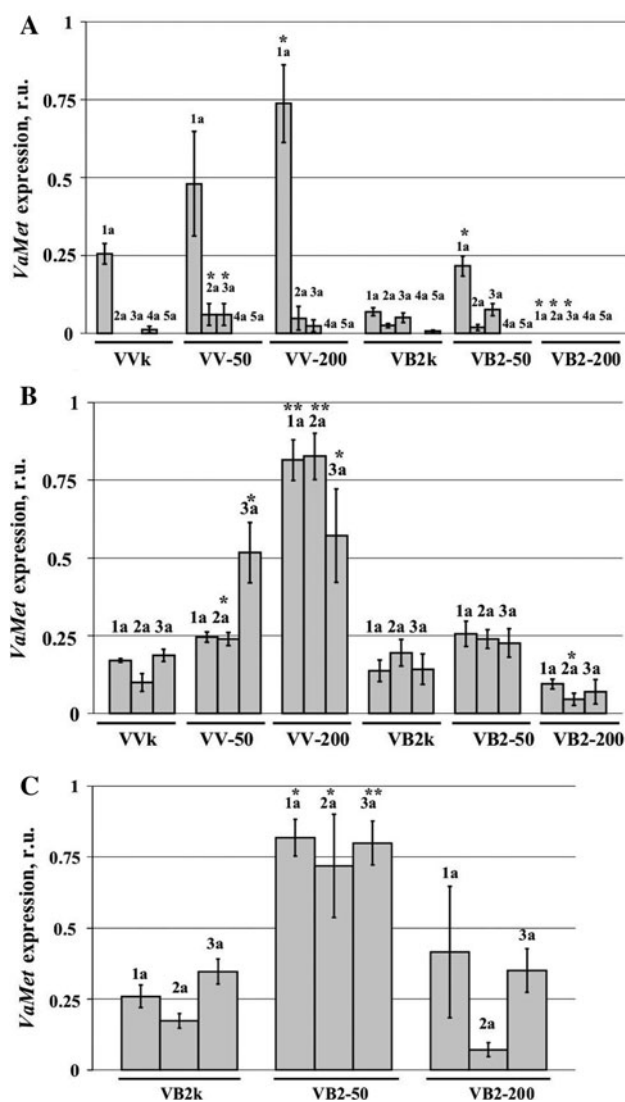 A
VaMet expression, r.u.
1
0.75
0.5
0.25
0
1a
2a 3a 4a 5a
1a
* *
2a 3a
4a 5a
*
1a
2a 3a
4a 5a
1a
2a 3a 4a 5a
*
1a
2a
3a
4a 5a
* * *
1a 2a 3a 4a 5a
VVk VV-50 VV-200 VB2k VB2-50 VB2-200
B
VaMet expression, r.u.
1
0.75
0.5
0.25
0
1a 2a 3a
*
1a 2a
*
3a
** **
1a 2a
*
3a
1a 2a 3a
1a 2a 3a
*
1a 2a 3a
VVk VV-50 VV-200 VB2k VB2-50 VB2-200
C
VaMet expression, r.u.
1
0.75
0.5
0.25
0
1a
2a
3a
* * **
1a 2a 3a
1a
2a
3a
VB2k VB2-50 VB2-200